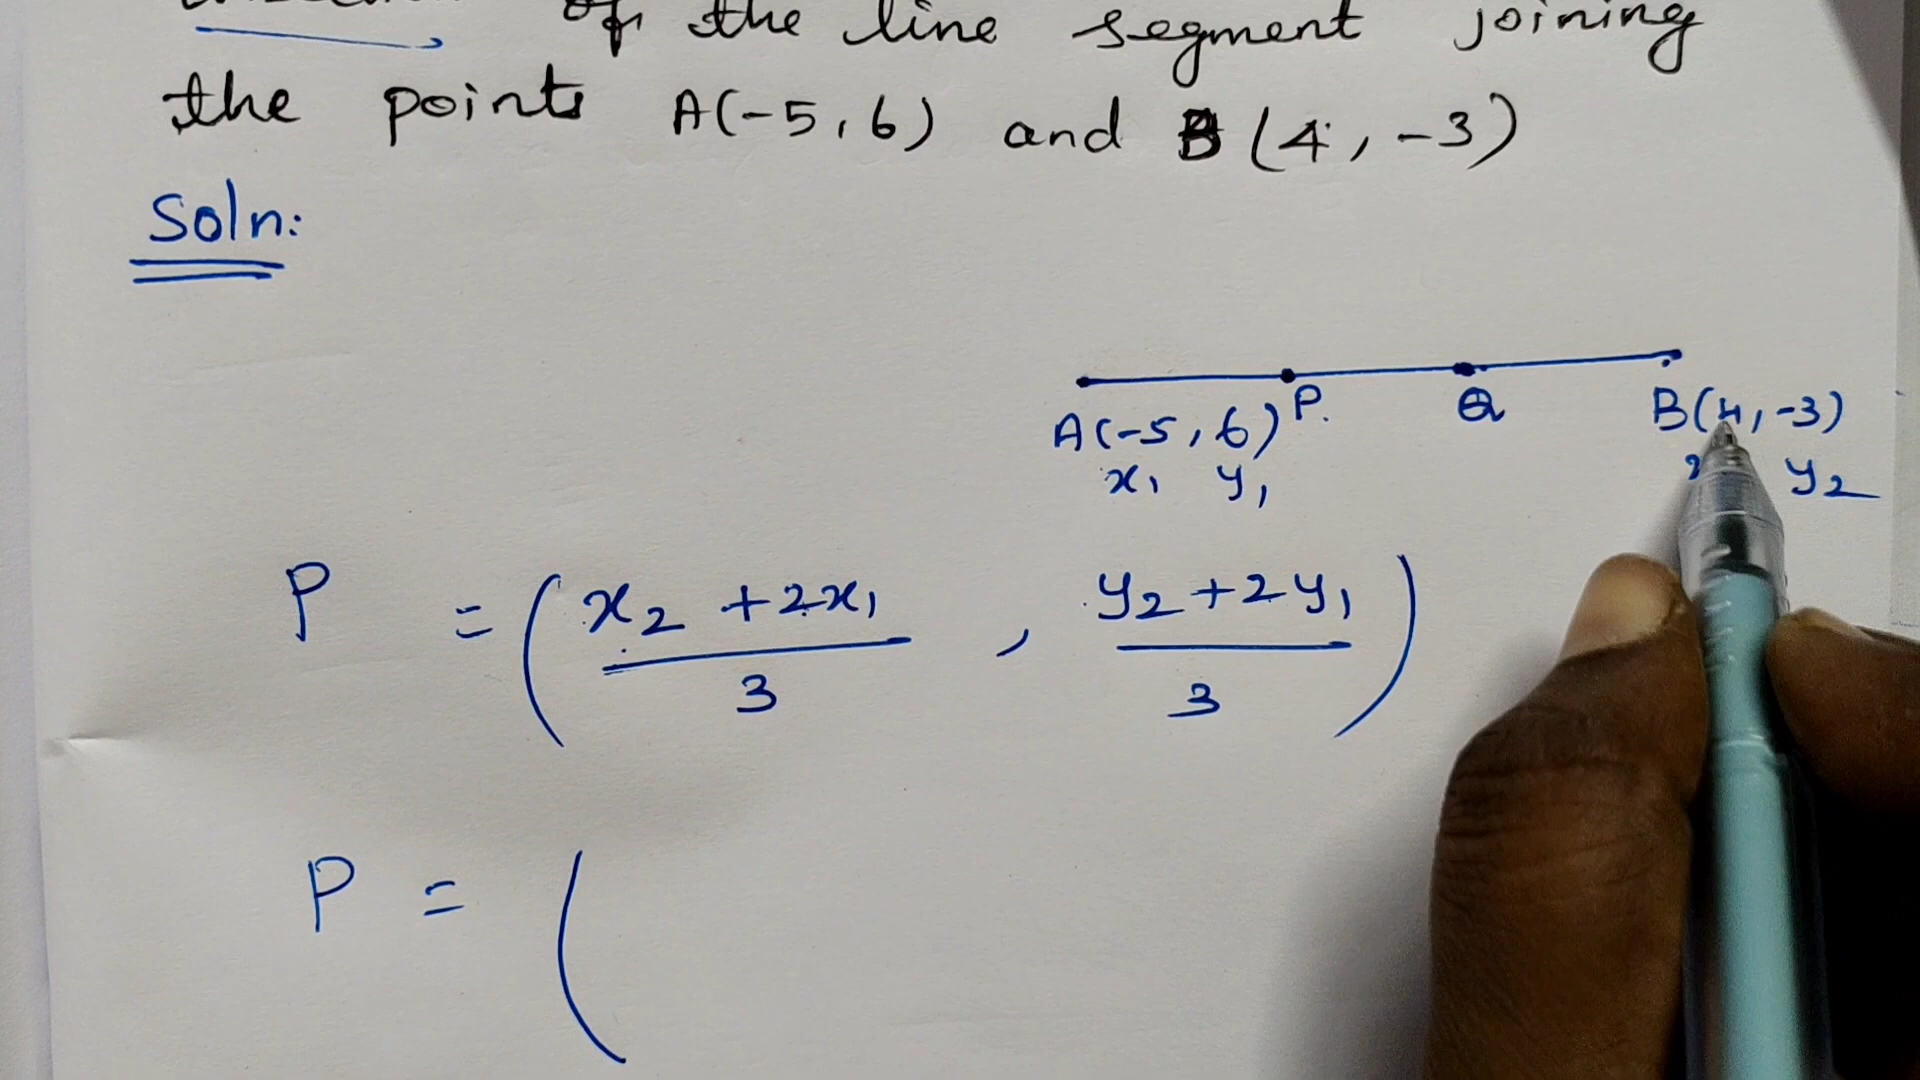 of the line segment joining
the points A(-5, 6) and B (4, -3)
Soln:
P. Q
A(-5, 6) B(4, -3)
x₁ y₁ y₂
P = ( x₂ + 2x₁ / 3 , y₂ + 2y₁ / 3 )
P = (